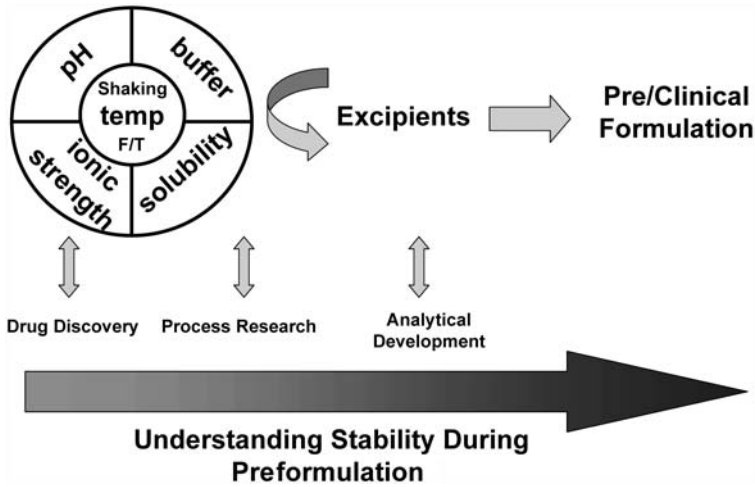 pH
buffer
Shaking
temp
F/T
ionic
strength
solubility
Excipients
Pre/Clinical
Formulation
Drug Discovery
Process Research
Analytical
Development
Understanding Stability During
Preformulation